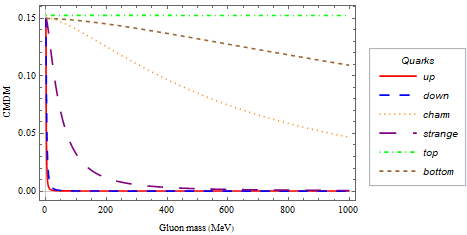 0.15
0.10
0.05
0.00
CMDM
0 200 400 600 800 1000
Gluon mass (MeV)
Quarks
up
down
charm
strange
top
bottom